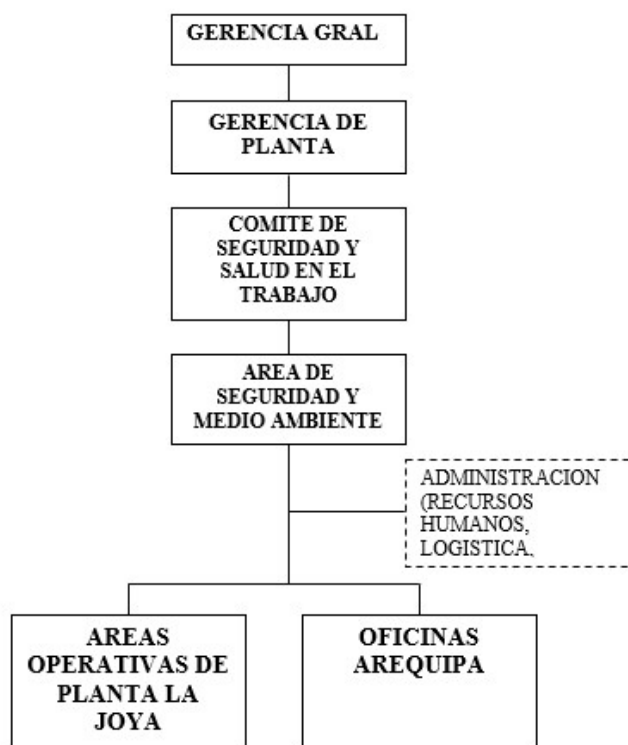 GERENCIA GRAL
GERENCIA DE
PLANTA
COMITE DE
SEGURIDAD Y
SALUD EN EL
TRABAJO
AREA DE
SEGURIDAD Y
MEDIO AMBIENTE
ADMINISTRACION
(RECURSOS
HUMANOS,
LOGISTICA,
AREAS
OPERATIVAS DE
PLANTA LA
JOYA
OFICINAS
AREQUIPA